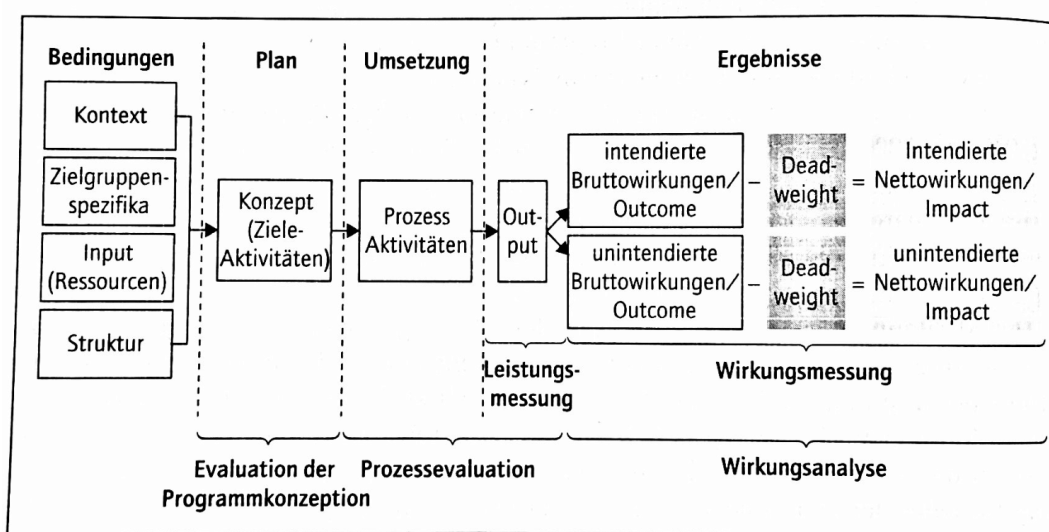 Bedingungen
Plan
Umsetzung
Ergebnisse
Kontext
Zielgruppen-
spezifika
Input
(Ressourcen)
Struktur
Konzept
(Ziele-
Aktivitäten)
Prozess
Aktivitäten
Out-
put
intendierte
Bruttowirkungen/
Outcome
–
Dead-
weight
=
Intendierte
Nettowirkungen/
Impact
unintendierte
Bruttowirkungen/
Outcome
–
Dead-
weight
=
unintendierte
Nettowirkungen/
Impact
Leistungs-
messung
Wirkungsmessung
Evaluation der
Programmkonzeption
Prozessevaluation
Wirkungsanalyse